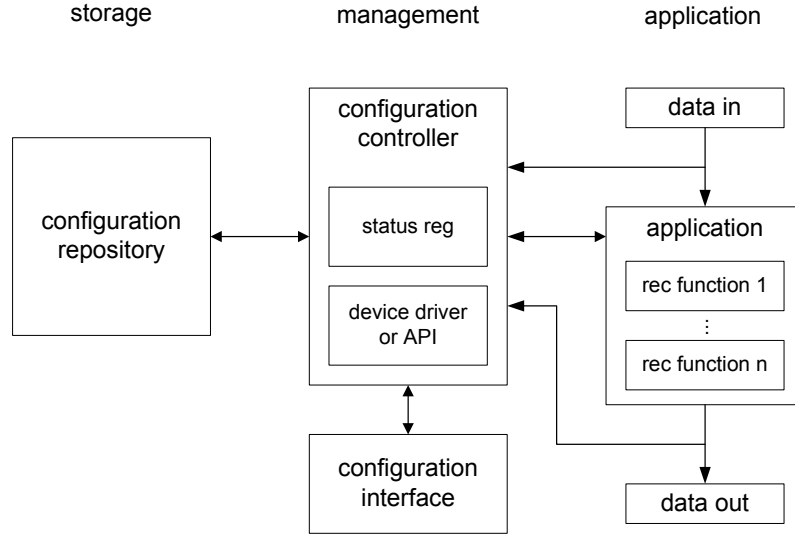 storage
management
application
configuration
repository
configuration
controller
status reg
device driver
or API
configuration
interface
data in
application
rec function 1
...
rec function n
data out